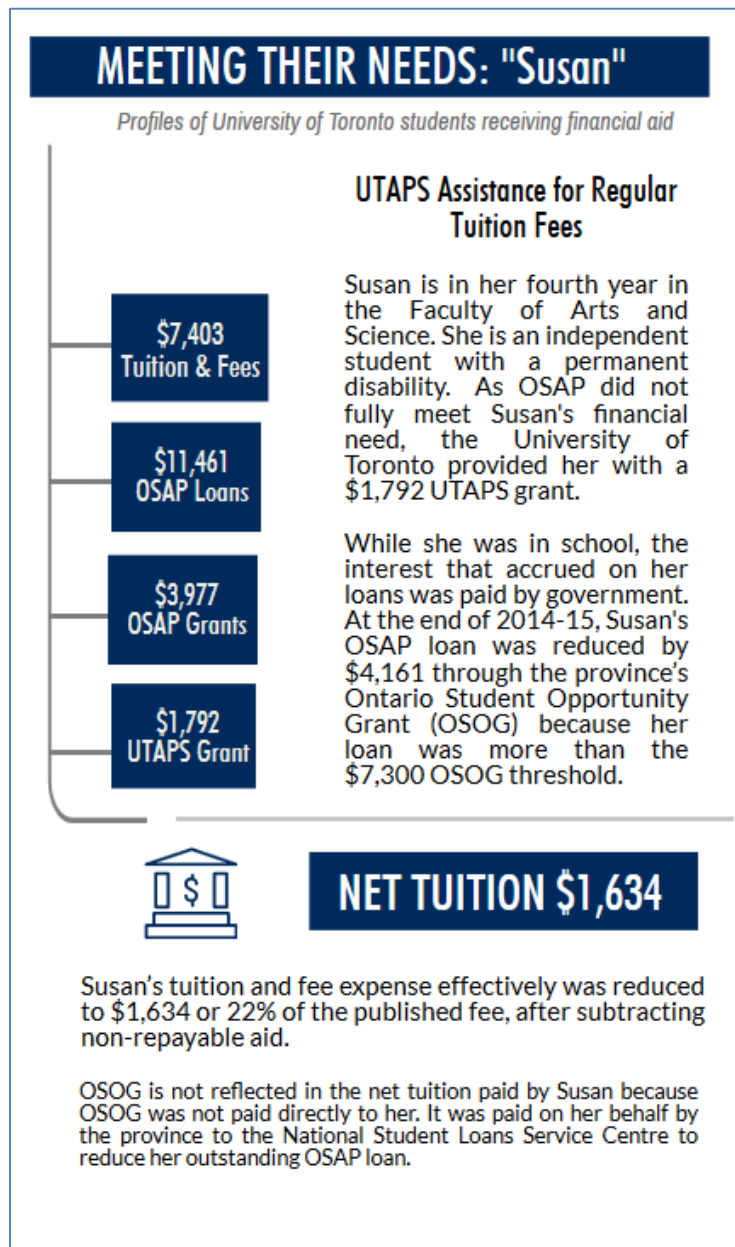 MEETING THEIR NEEDS: "Susan"
Profiles of University of Toronto students receiving financial aid
UTAPS Assistance for Regular
Tuition Fees
Susan is in her fourth year in
the Faculty of Arts and
Science. She is an independent
student with a permanent
disability. As OSAP did not
fully meet Susan's financial
need, the University of
Toronto provided her with a
$1,792 UTAPS grant.
While she was in school, the
interest that accrued on her
loans was paid by government.
At the end of 2014-15, Susan's
OSAP loan was reduced by
$4,161 through the province's
Ontario Student Opportunity
Grant (OSOG) because her
loan was more than the
$7,300 OSOG threshold.
$7,403
Tuition & Fees
$11,461
OSAP Loans
$3,977
OSAP Grants
$1,792
UTAPS Grant
$
NET TUITION $1,634
Susan's tuition and fee expense effectively was reduced
to $1,634 or 22% of the published fee, after subtracting
non-repayable aid.
OSOG is not reflected in the net tuition paid by Susan because
OSOG was not paid directly to her. It was paid on her behalf by
the province to the National Student Loans Service Centre to
reduce her outstanding OSAP loan.